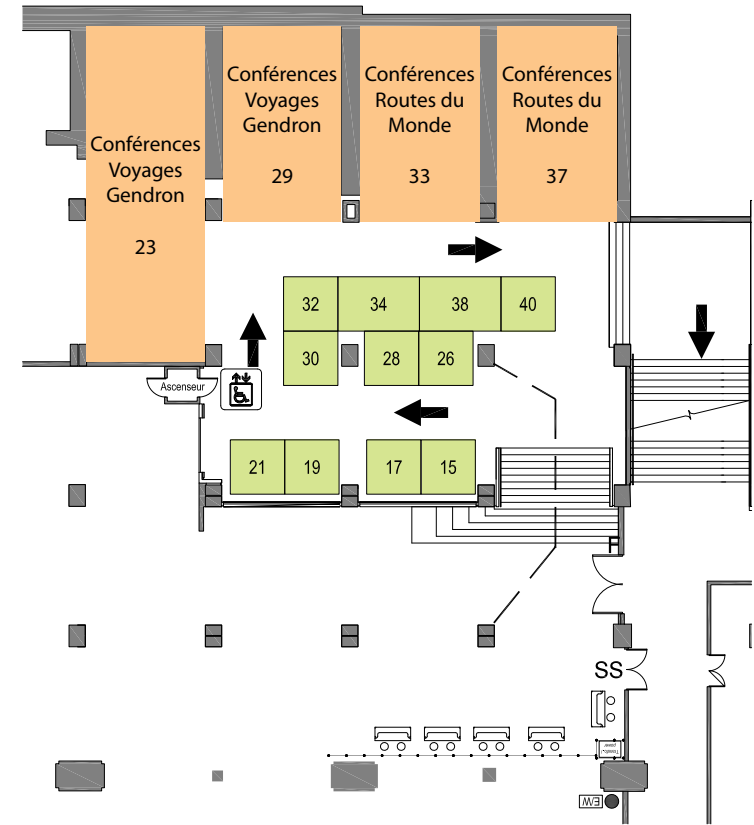 Conférences
Voyages
Gendron
23
Conférences
Voyages
Gendron
29
Conférences
Routes du
Monde
33
Conférences
Routes du
Monde
37
32
34
38
40
30
28
26
Ascenseur
21
19
17
15
SS
E/W